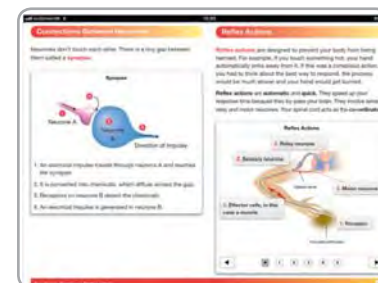 Connections Between Neurones
Neurones don't touch each other. There is a tiny gap between
them called a synapse.
Synapse
Neurone A
Neurone
B
Direction of Impulse
1. An electrical impulse travels through neurone A and reaches
the synapse.
2. It is converted into chemicals, which diffuse across the gap.
3. Receptors on neurone B detect the chemicals.
4. An electrical impulse is generated in neurone B.
Reflex Actions
Reflex actions are designed to prevent your body from being
harmed. For example, if you touch something hot, your hand
automatically jerks away from it. If this was a conscious action,
you had to think about the best way to respond, the process
would be much slower and your hand would get burned.
Reflex actions are automatic and quick. They speed up your
response time because they by pass your brain. They involve
relay and motor neurones. Your spinal cord acts as the
Reflex Actions
Relay neurone
Sensory neurone
Motor neurone
Effector cells, in this
case a muscle
Receptor